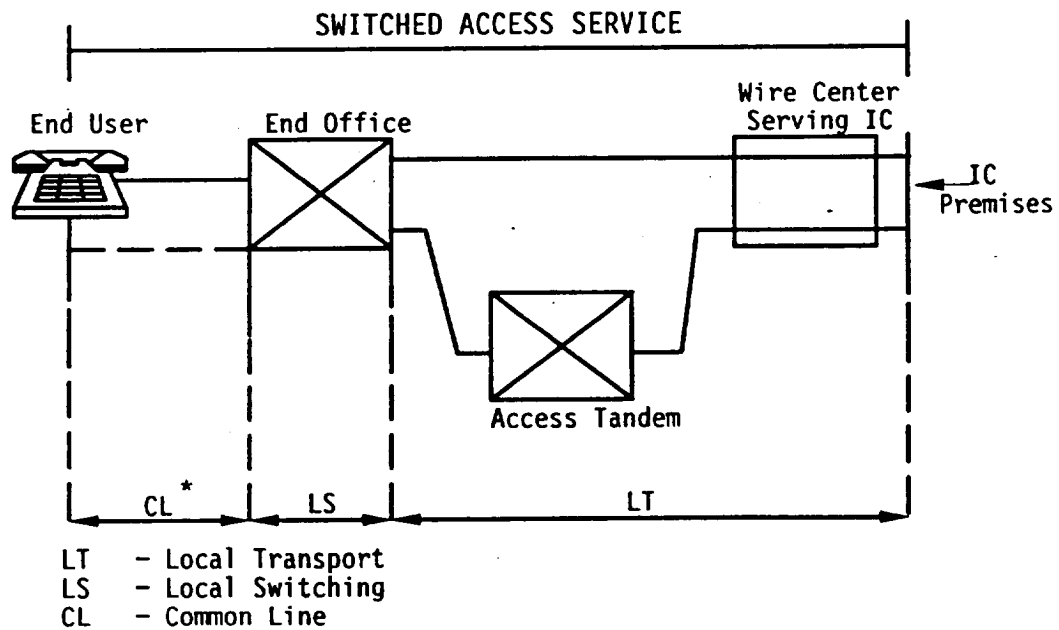 SWITCHED ACCESS SERVICE
Wire Center
Serving IC
End User
End Office
IC
Premises
Access Tandem
CL *
LS
LT
LT - Local Transport
LS - Local Switching
CL - Common Line